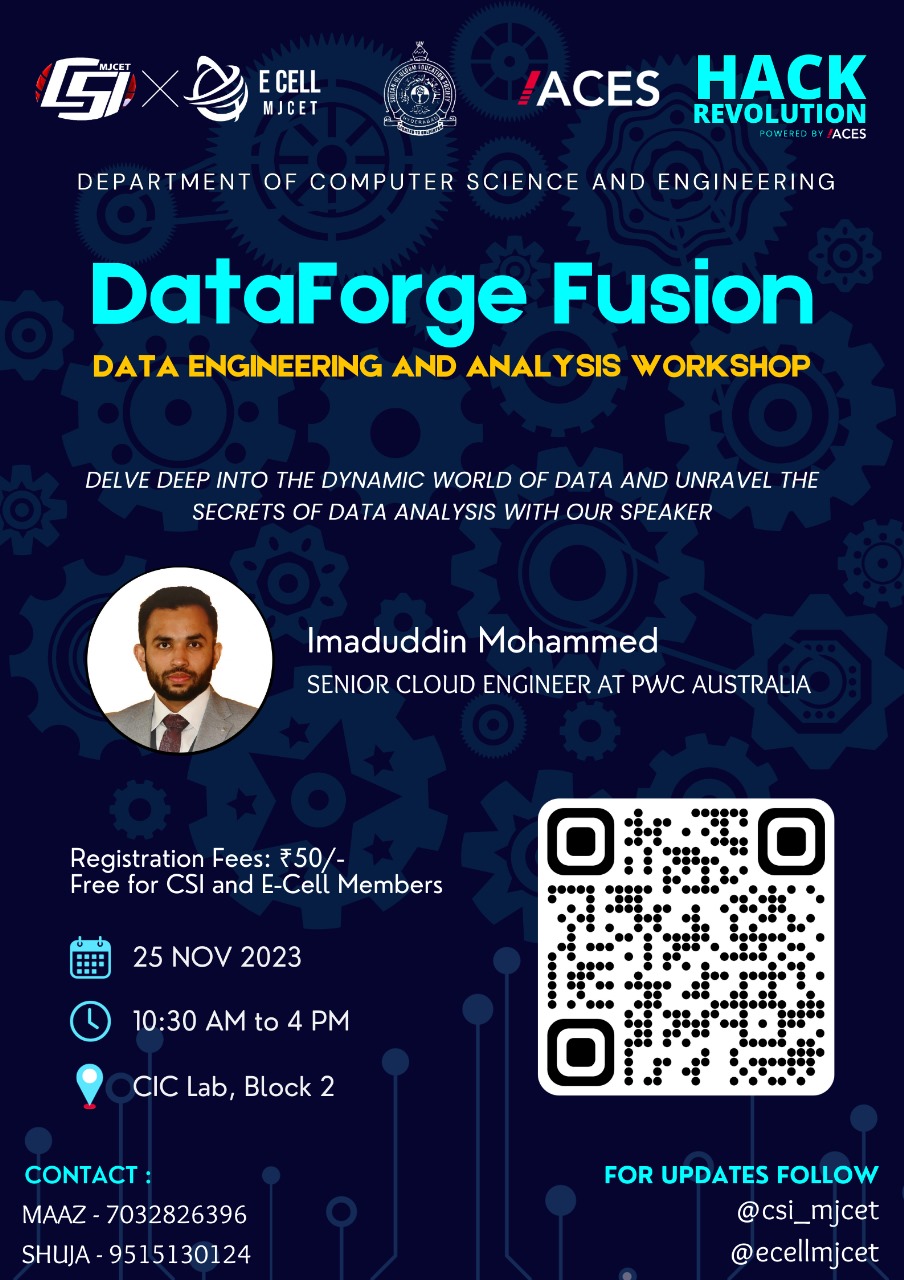 MJCET
CSI
E CELL
MJCET
HYDERABAD
/ACES
HACK
REVOLUTION
POWERED BY /ACES
DEPARTMENT OF COMPUTER SCIENCE AND ENGINEERING
DataForge Fusion
DATA ENGINEERING AND ANALYSIS WORKSHOP
DELVE DEEP INTO THE DYNAMIC WORLD OF DATA AND UNRAVEL THE
SECRETS OF DATA ANALYSIS WITH OUR SPEAKER
Imaduddin Mohammed
SENIOR CLOUD ENGINEER AT PWC AUSTRALIA
Registration Fees: ₹50/-
Free for CSI and E-Cell Members
25 NOV 2023
10:30 AM to 4 PM
CIC Lab, Block 2
CONTACT :
MAAZ - 7032826396
SHUJA - 9515130124
FOR UPDATES FOLLOW
@csi_mjcet
@ecellmjcet